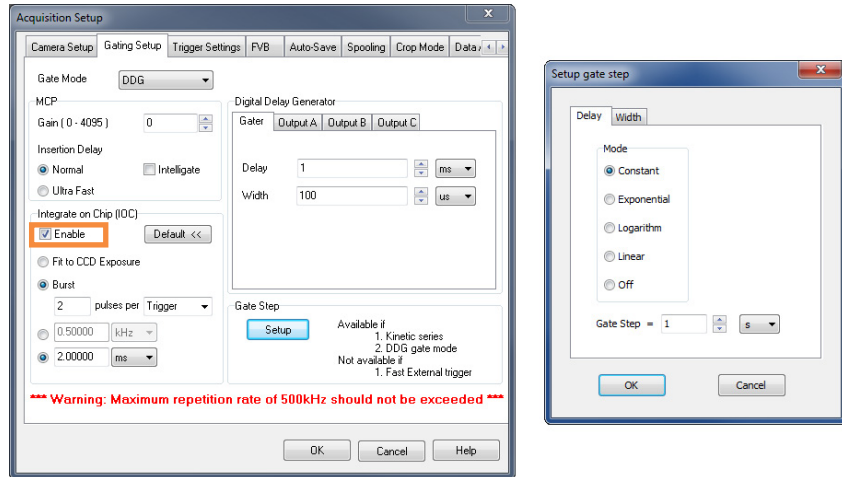 Acquisition Setup
x
Camera Setup
Gating Setup
Trigger Settings
FVB
Auto-Save
Spooling
Crop Mode
Gate Mode
DDG
MCP
Gain ( 0 - 4095 )
0
Insertion Delay
Normal
Intelligate
Ultra Fast
Integrate on Chip (IOC)
Enable
Default <<
Fit to CCD Exposure
Burst
2 pulses per Trigger
0.50000 kHz
2.00000 ms
Digital Delay Generator
Gater
Output A
Output B
Output C
Delay 1 ms
Width 100 us
Gate Step
Setup
Available if
1. Kinetic series
2. DDG gate mode
Not available if
1. Fast External trigger
*** Warning: Maximum repetition rate of 500kHz should not be exceeded ***
OK
Cancel
Help
Setup gate step
x
Delay
Width
Mode
Constant
Exponential
Logarithm
Linear
Off
Gate Step = 1 s
OK
Cancel